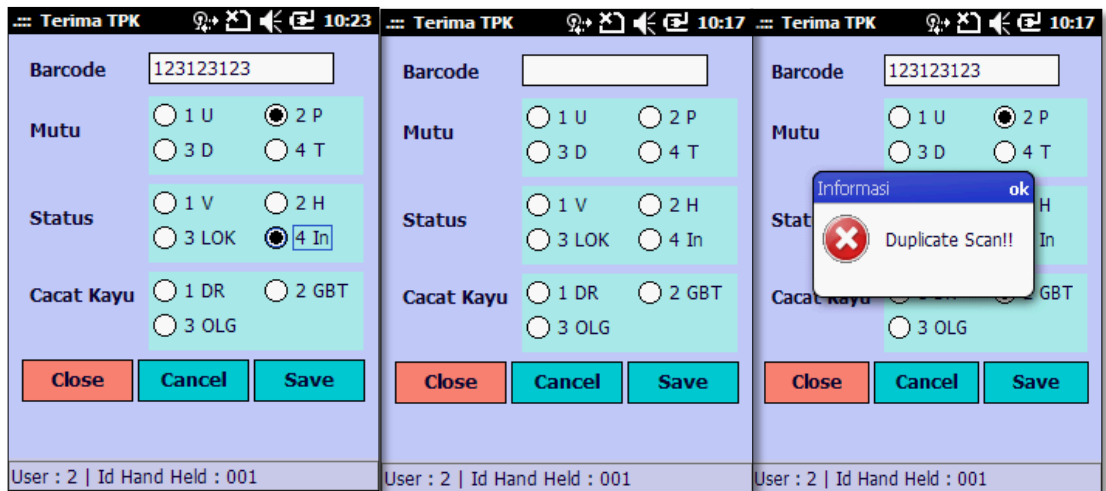 .::: Terima TPK 10:23
Barcode 123123123
Mutu
1 U 2 P
3 D 4 T
Status
1 V 2 H
3 LOK 4 In
Cacat Kayu
1 DR 2 GBT
3 OLG
Close Cancel Save
User : 2 | Id Hand Held : 001
.::: Terima TPK 10:17
Barcode
Mutu
1 U 2 P
3 D 4 T
Status
1 V 2 H
3 LOK 4 In
Cacat Kayu
1 DR 2 GBT
3 OLG
Close Cancel Save
User : 2 | Id Hand Held : 001
.::: Terima TPK 10:17
Barcode 123123123
Mutu
1 U 2 P
3 D 4 T
Informasi ok
Duplicate Scan!!
H
In
Cacat Kayu
GBT
3 OLG
Close Cancel Save
User : 2 | Id Hand Held : 001